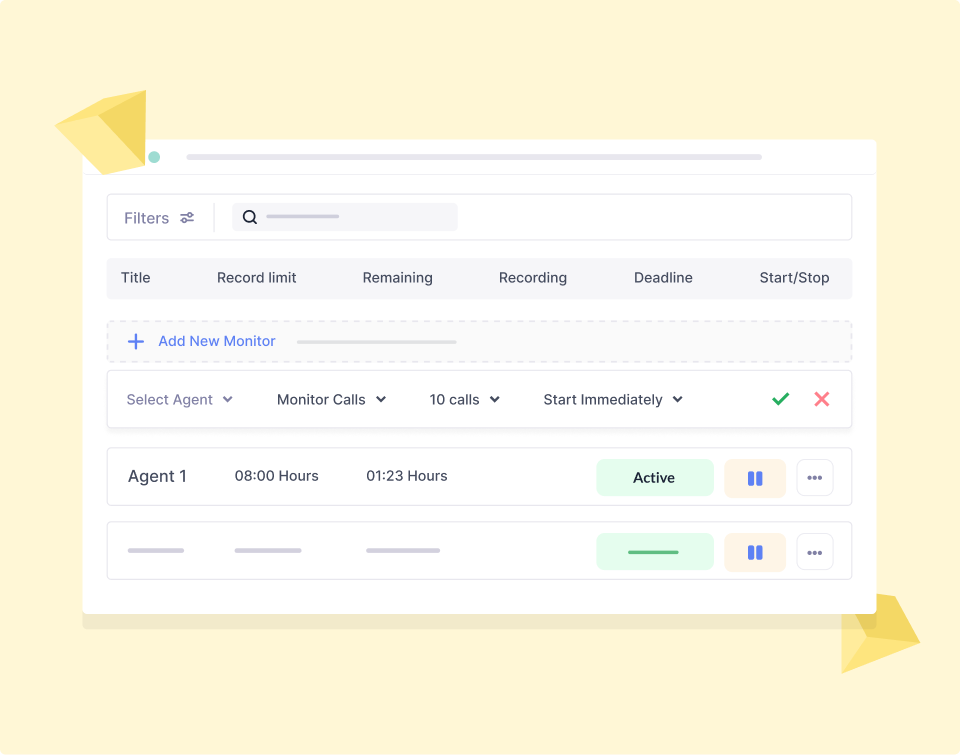 Filters
Title Record limit Remaining Recording Deadline Start/Stop
Add New Monitor
Select Agent Monitor Calls 10 calls Start Immediately
Agent 1 08:00 Hours 01:23 Hours Active